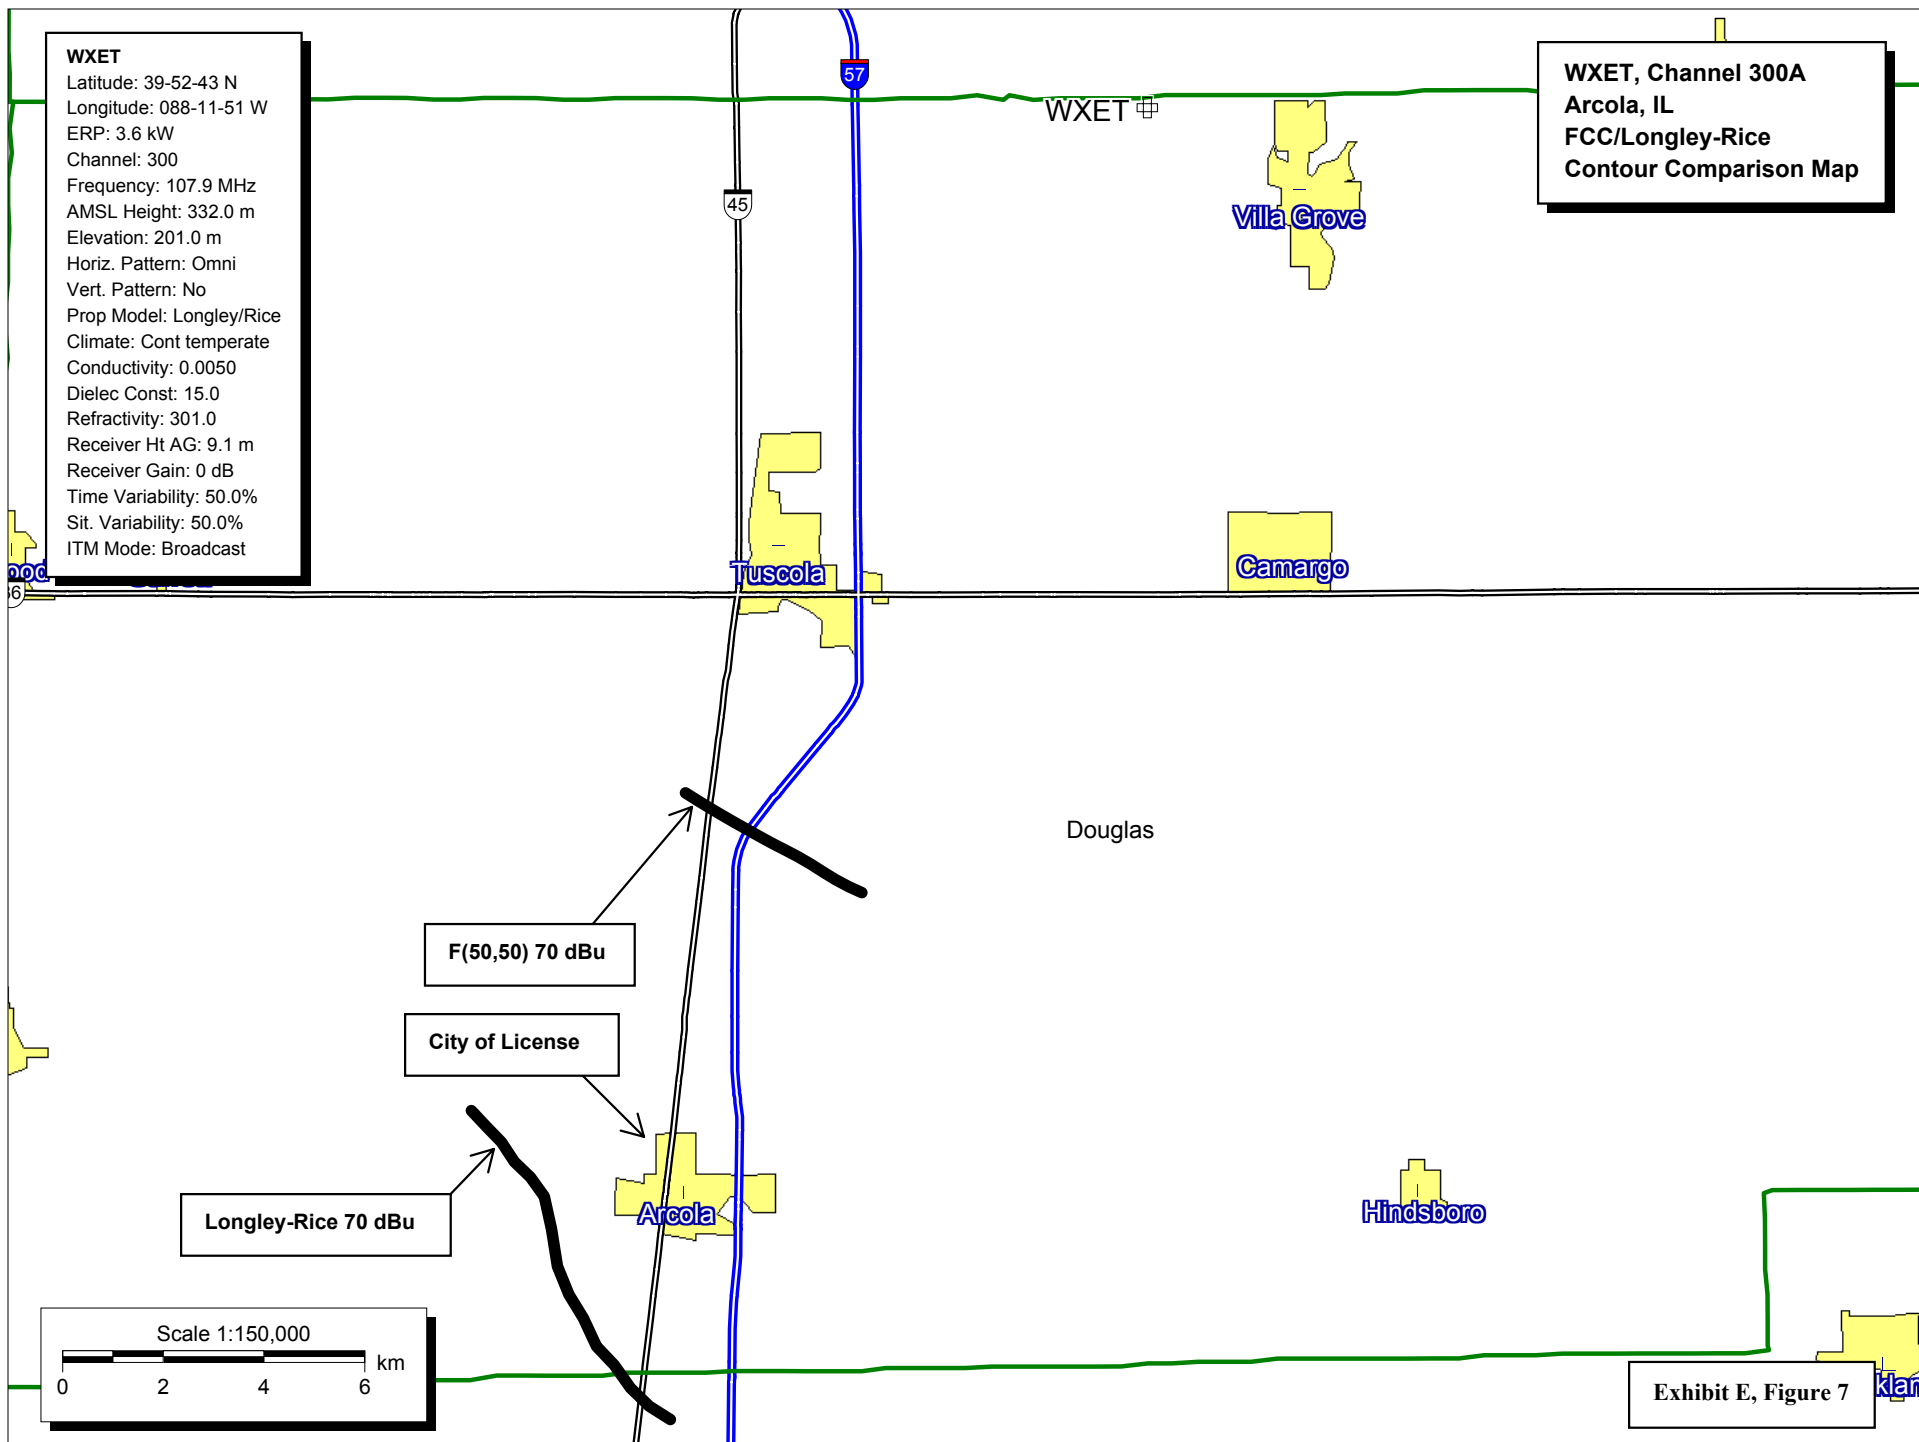 WXET
Latitude: 39-52-43 N
Longitude: 088-11-51 W
ERP: 3.6 kW
Channel: 300
Frequency: 107.9 MHz
AMSL Height: 332.0 m
Elevation: 201.0 m
Horiz. Pattern: Omni
Vert. Pattern: No
Prop Model: Longley/Rice
Climate: Cont temperate
Conductivity: 0.0050
Dielec Const: 15.0
Refractivity: 301.0
Receiver Ht AG: 9.1 m
Receiver Gain: 0 dB
Time Variability: 50.0%
Sit. Variability: 50.0%
ITM Mode: Broadcast
WXET, Channel 300A
Arcola, IL
FCC/Longley-Rice
Contour Comparison Map
57
WXET
45
Villa Grove
Tuscola
Camargo
Douglas
F(50,50) 70 dBu
City of License
Longley-Rice 70 dBu
Arcola
Hindsboro
Scale 1:150,000
km
0 2 4 6
Exhibit E, Figure 7